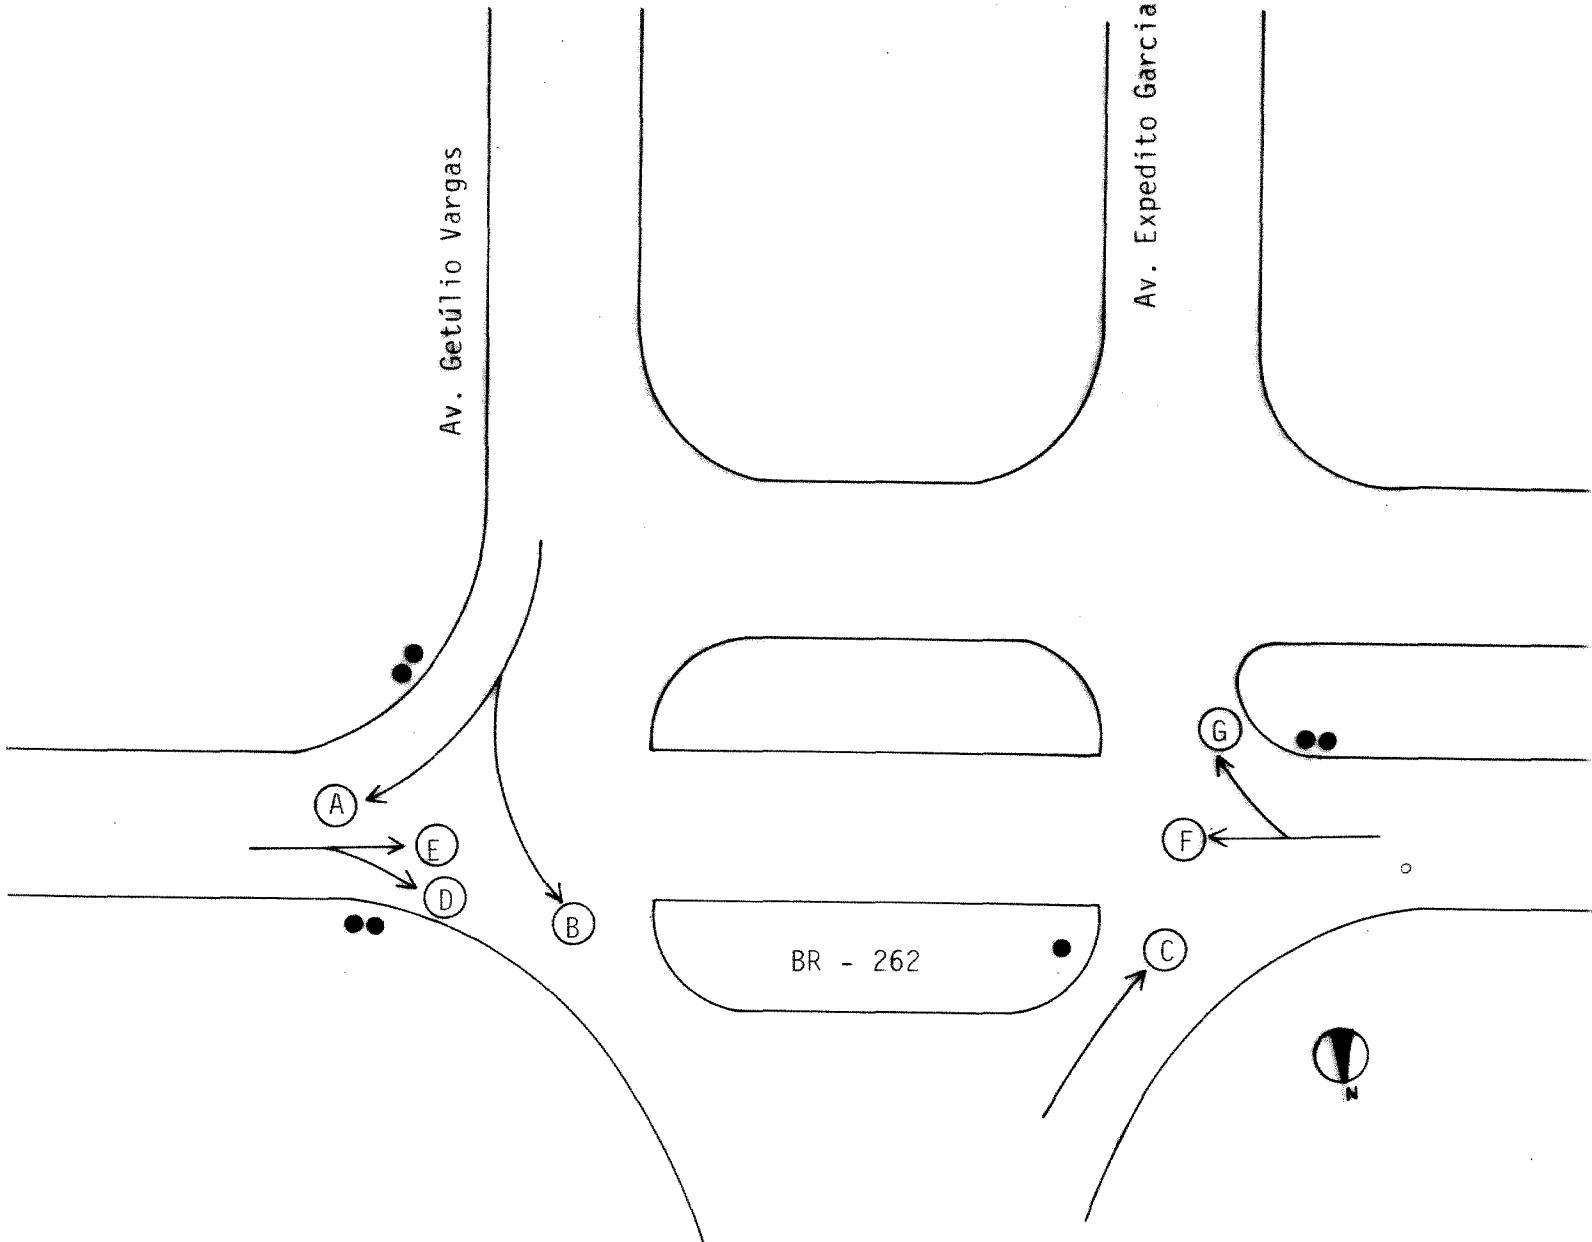 Av. Getúlio Vargas
Av. Expedito Garcia
G
A
E
F
D
B
C
BR - 262
N